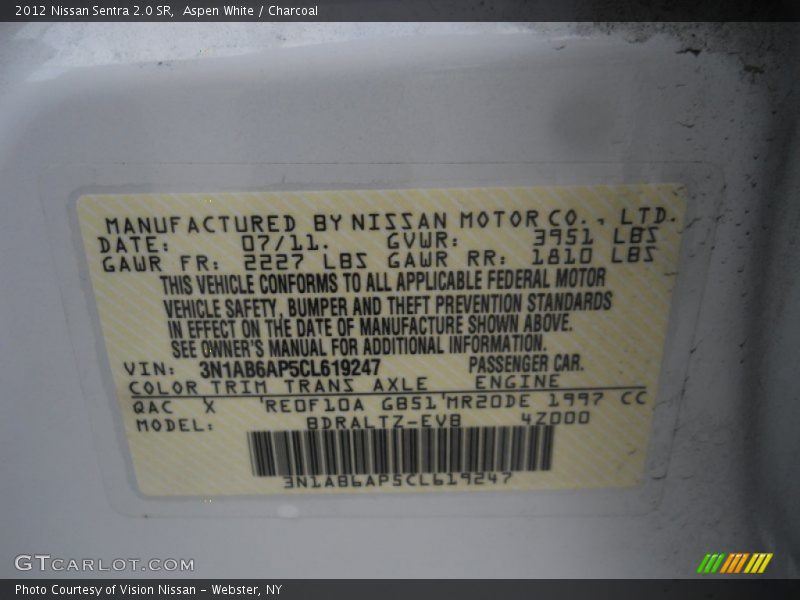 2012 Nissan Sentra 2.0 SR,  Aspen White / Charcoal
MANUFACTURED BY NISSAN MOTOR CO., LTD.
DATE: 07/11. GVWR: 3951 LBS
GAWR FR: 2227 LBS GAWR RR: 1810 LBS
THIS VEHICLE CONFORMS TO ALL APPLICABLE FEDERAL MOTOR
VEHICLE SAFETY, BUMPER AND THEFT PREVENTION STANDARDS
IN EFFECT ON THE DATE OF MANUFACTURE SHOWN ABOVE.
SEE OWNER'S MANUAL FOR ADDITIONAL INFORMATION.
VIN: 3N1AB6AP5CL619247 PASSENGER CAR.
COLOR TRIM TRANS AXLE ENGINE
QAC X 'RE0F10A GB51'MR20DE 1997 CC
MODEL: BDRALTZ-EVB 4Z000
3N1AB6AP5CL619247
GTCARLOT.COM
Photo Courtesy of Vision Nissan - Webster, NY